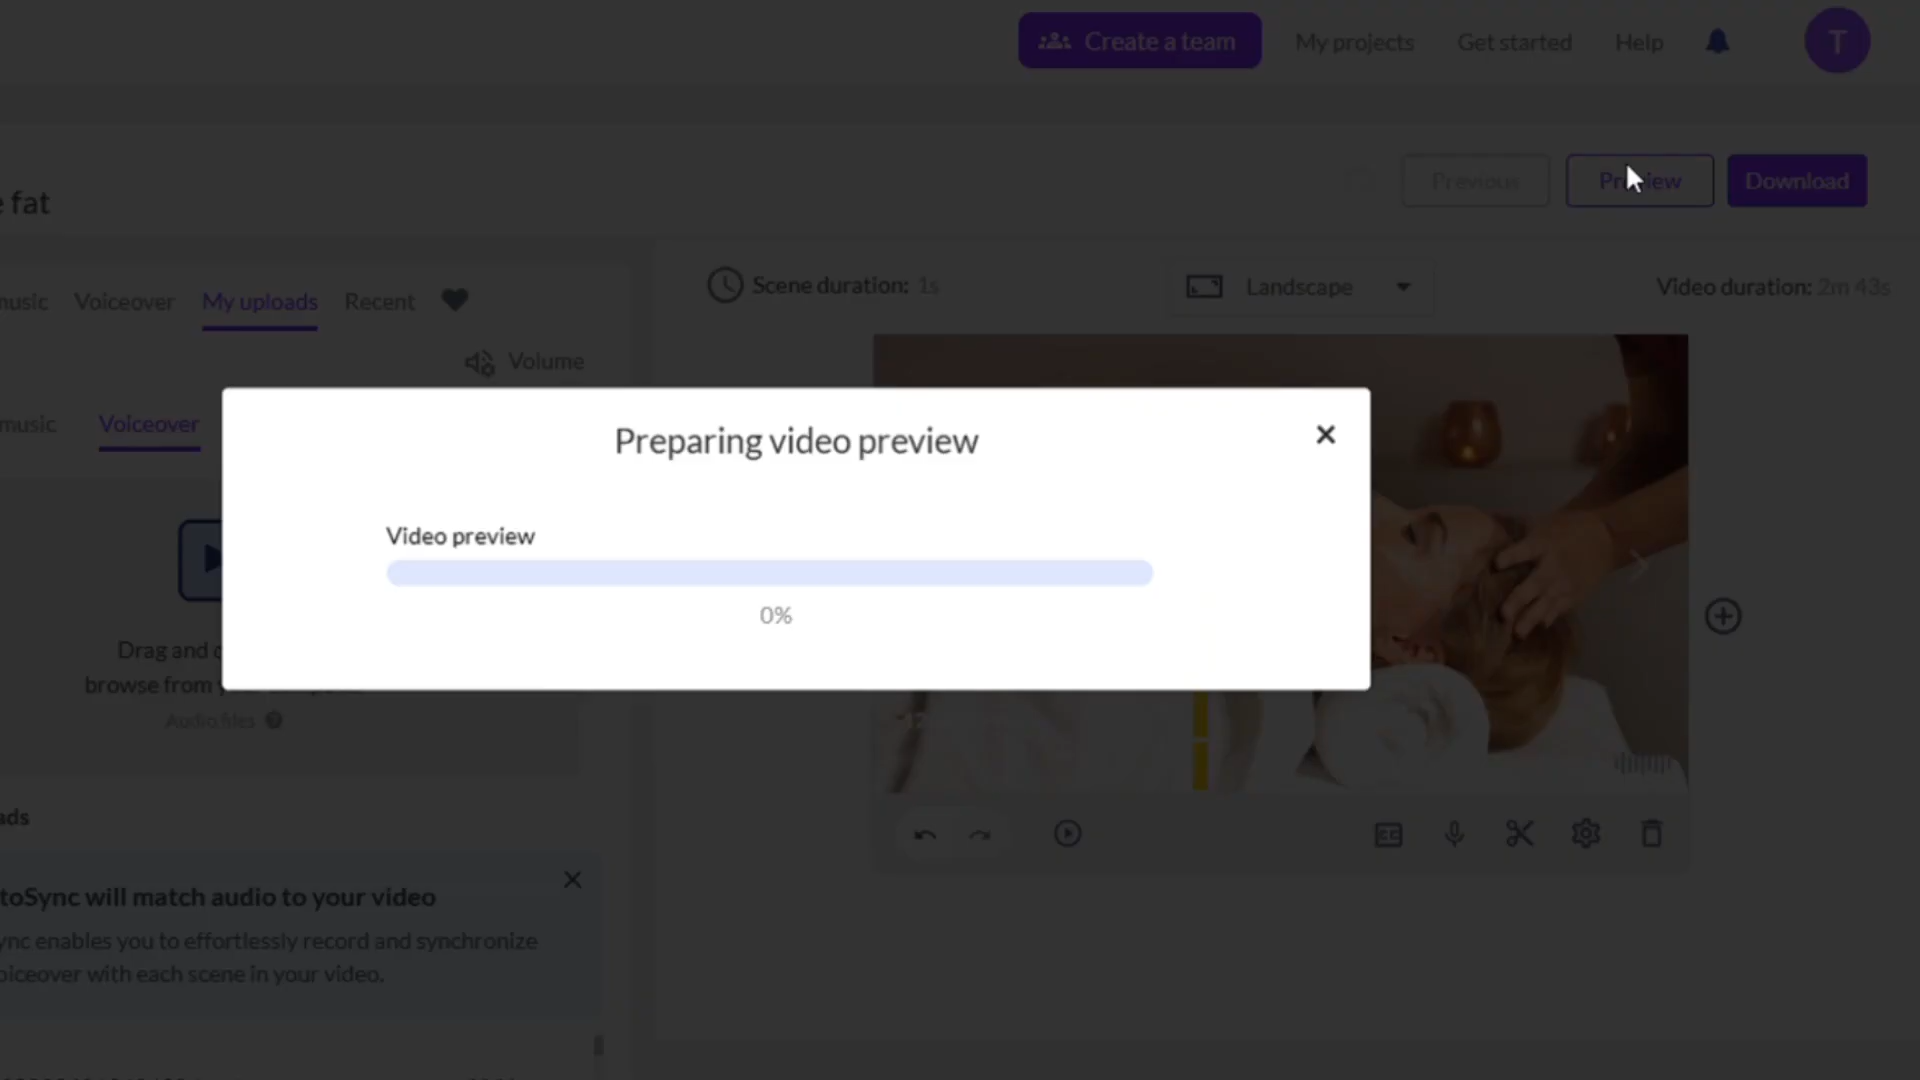 Create a team
My projects
Get started
Help
T
e fat
Previous
Preview
Download
music
Voiceover
My uploads
Recent
Scene duration: 1s
Landscape
Video duration: 2m 43s
Volume
music
Voiceover
Preparing video preview
Video preview
0%
Drag and
browse from
Audio files
ads
toSync will match audio to your video
ync enables you to effortlessly record and synchronize
oiceover with each scene in your video.